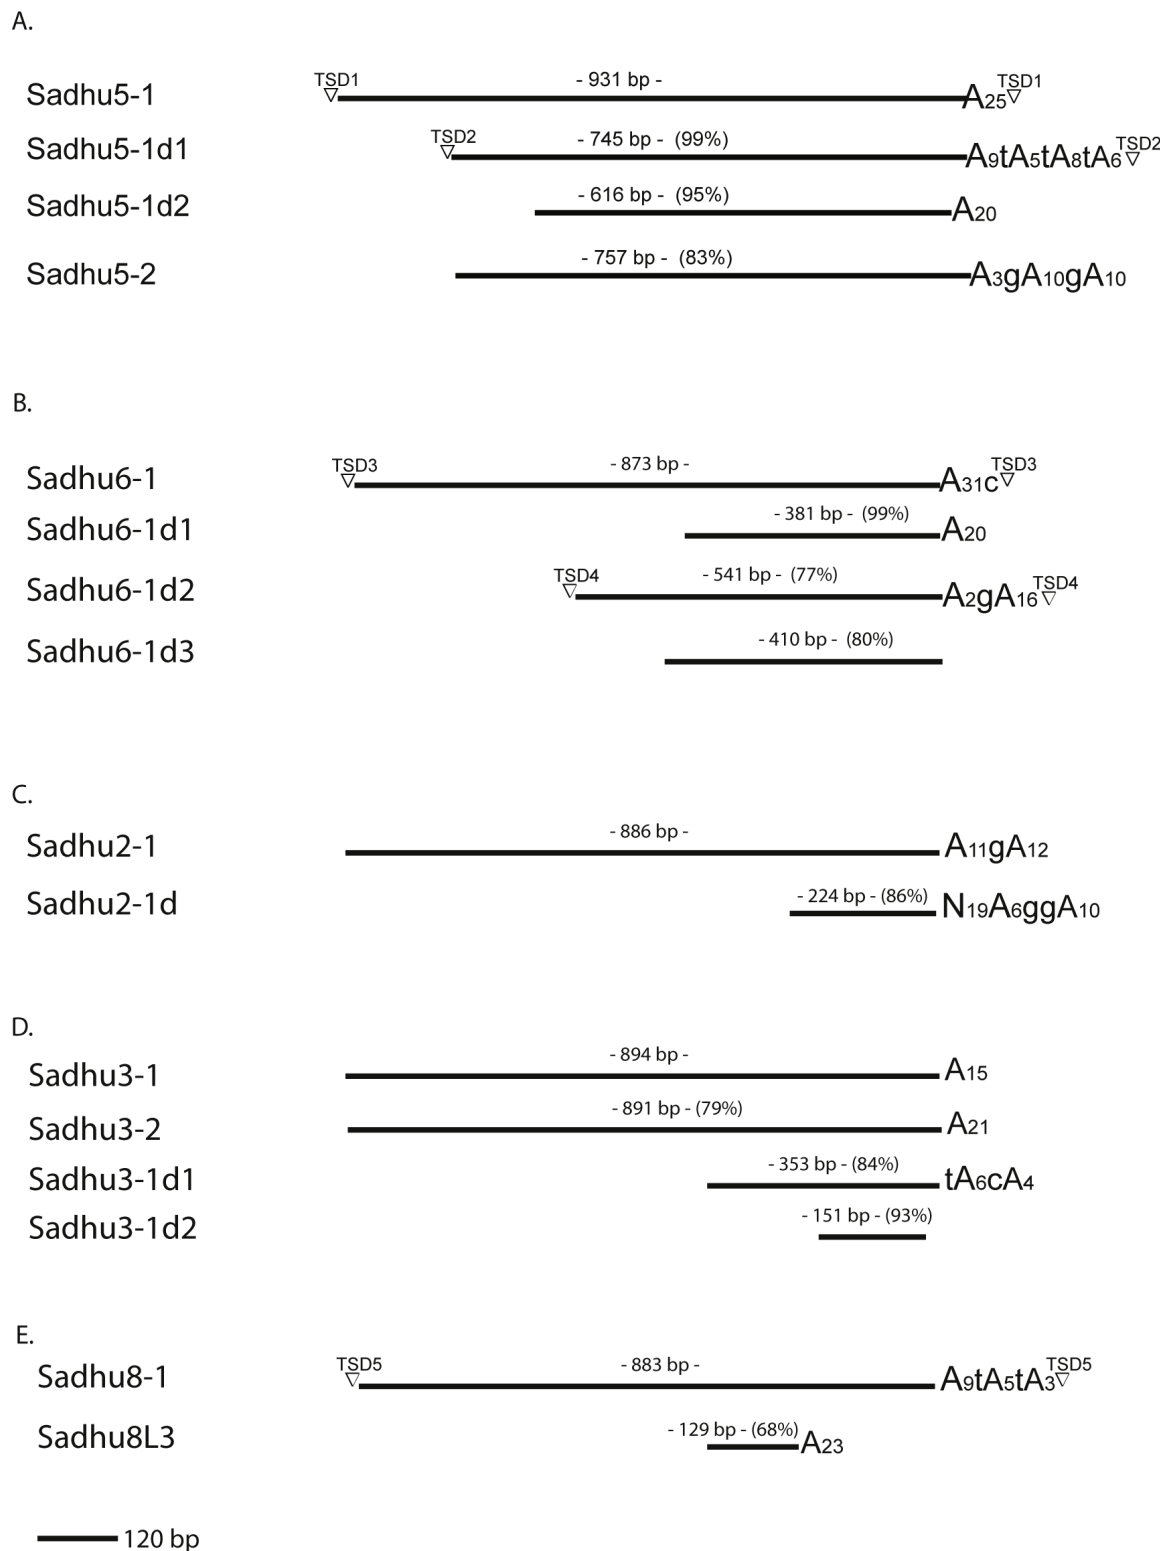 A.
TSD1 - 931 bp - TSD1
Sadhu5-1 A25
TSD2 - 745 bp - (99%) TSD2
Sadhu5-1d1 A9tA5tA8tA6
- 616 bp - (95%)
Sadhu5-1d2 A20
- 757 bp - (83%)
Sadhu5-2 A3gA10gA10
B.
TSD3 - 873 bp - TSD3
Sadhu6-1 A31c
- 381 bp - (99%)
Sadhu6-1d1 A20
TSD4 - 541 bp - (77%) TSD4
Sadhu6-1d2 A2gA16
- 410 bp - (80%)
Sadhu6-1d3
C.
- 886 bp -
Sadhu2-1 A11gA12
- 224 bp - (86%)
Sadhu2-1d N19A6ggA10
D.
- 894 bp -
Sadhu3-1 A15
- 891 bp - (79%)
Sadhu3-2 A21
- 353 bp - (84%)
Sadhu3-1d1 tA6cA4
- 151 bp - (93%)
Sadhu3-1d2
E.
TSD5 - 883 bp - TSD5
Sadhu8-1 A9tA5tA3
- 129 bp - (68%)
Sadhu8L3 A23
120 bp